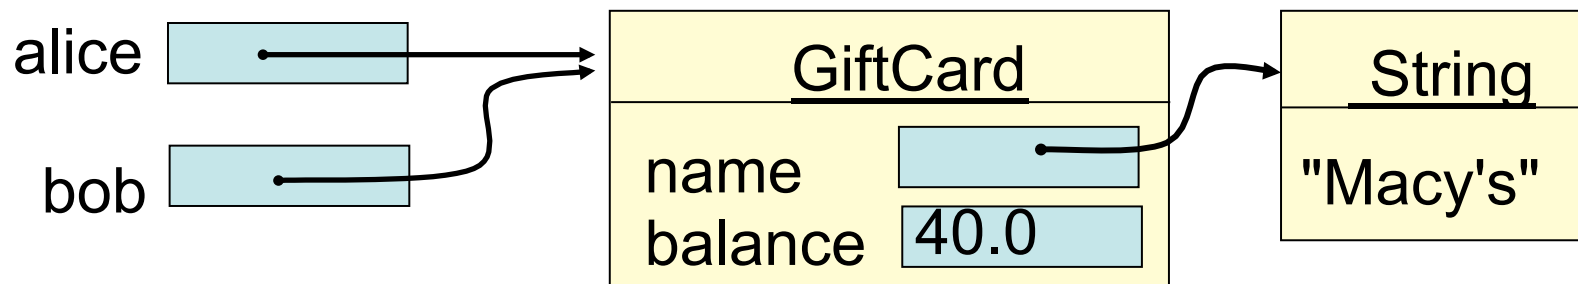 alice
bob
GiftCard
name
balance 40.0
String
"Macy's"